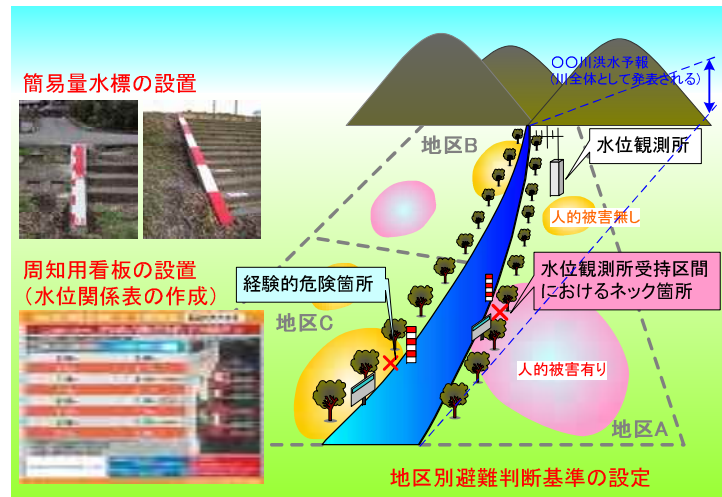 簡易量水標の設置
〇〇川洪水予報
(川全体として発表される)
地区B
水位観測所
人的被害無し
周知用看板の設置
(水位関係表の作成)
経験的危険箇所
水位観測所受持区間
におけるネック箇所
地区C
人的被害有り
地区A
地区別避難判断基準の設定